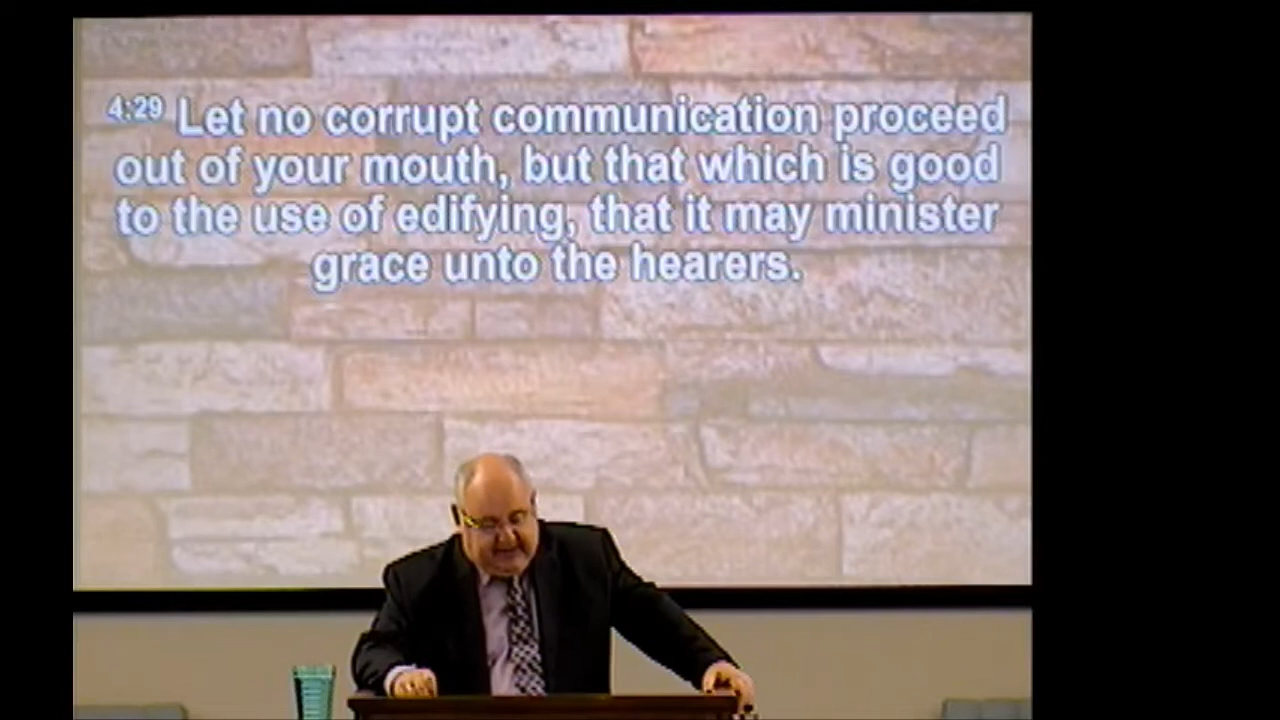 4:29 Let no corrupt communication proceed
out of your mouth, but that which is good
to the use of edifying, that it may minister
grace unto the hearers.